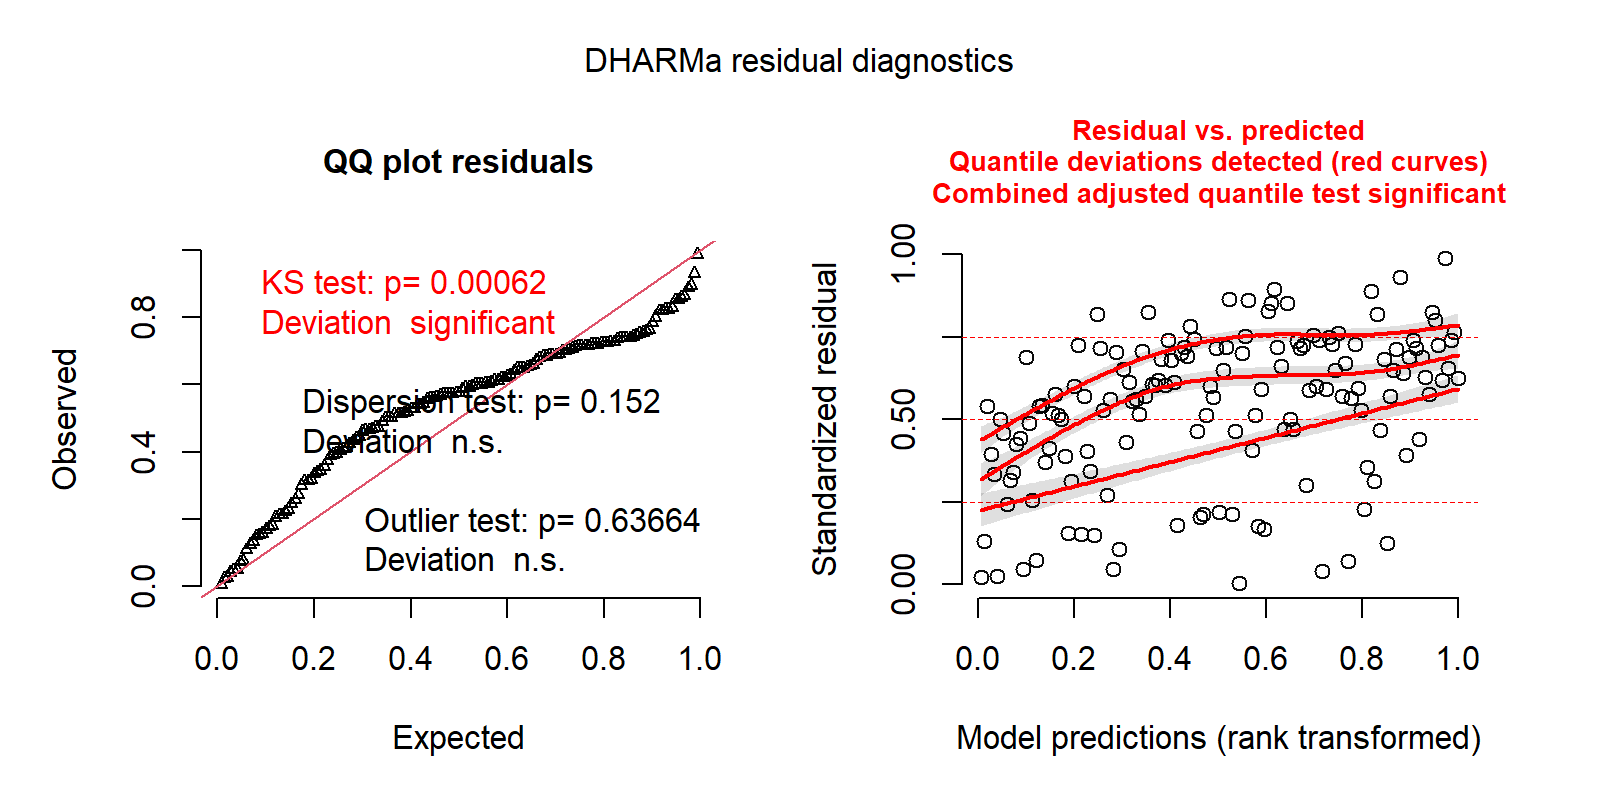 DHARMa residual diagnostics
QQ plot residuals
KS test: p= 0.00062
Deviation  significant
Dispersion test: p= 0.152
Deviation  n.s.
Outlier test: p= 0.63664
Deviation  n.s.
Observed
0.0
0.4
0.8
0.0 0.2 0.4 0.6 0.8 1.0
Expected
Residual vs. predicted
Quantile deviations detected (red curves)
Combined adjusted quantile test significant
Standardized residual
0.00
0.50
1.00
0.0 0.2 0.4 0.6 0.8 1.0
Model predictions (rank transformed)